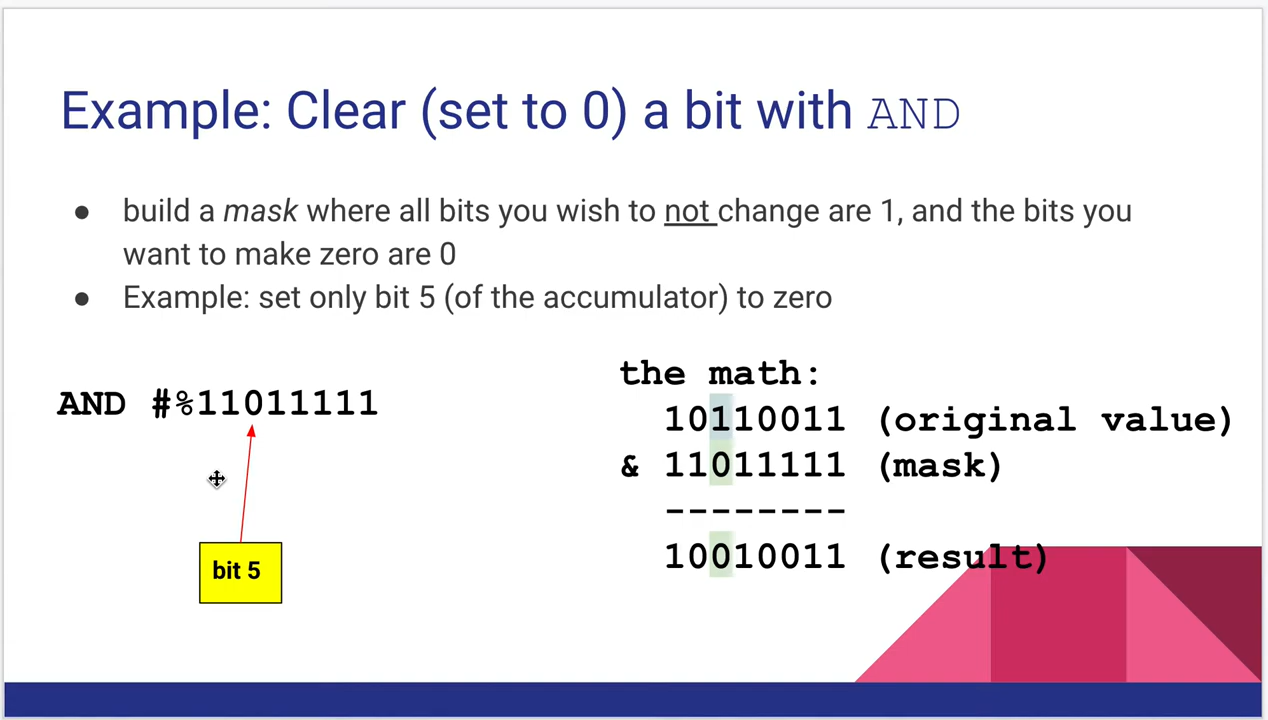 Example: Clear (set to 0) a bit with AND
● build a mask where all bits you wish to not change are 1, and the bits you
want to make zero are 0
● Example: set only bit 5 (of the accumulator) to zero
AND #%11011111
bit 5
the math:
10110011 (original value)
& 11011111 (mask)
--------
10010011 (result)